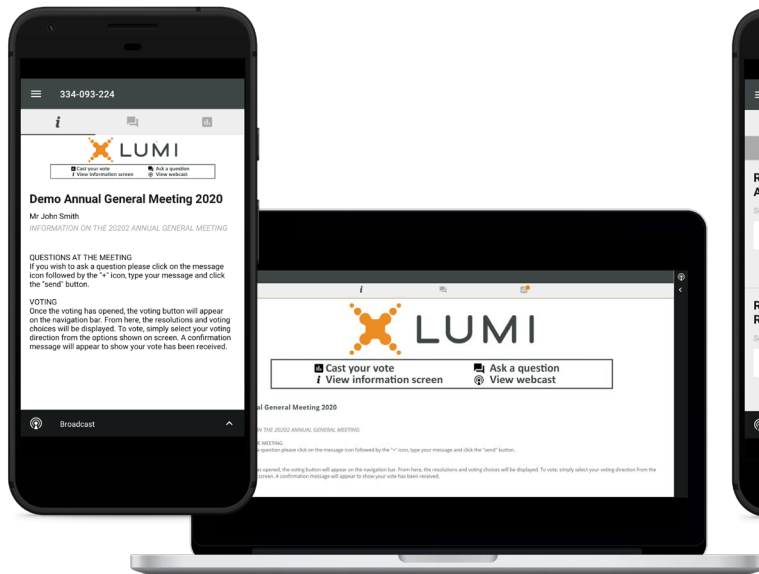 334-093-224
i
LUMI
Cast your vote
Ask a question
i View information screen
View webcast
Demo Annual General Meeting 2020
Mr John Smith
INFORMATION ON THE 20202 ANNUAL GENERAL MEETING
QUESTIONS AT THE MEETING
If you wish to ask a question please click on the message
icon followed by the "+" icon, type your message and click
the "send" button.
VOTING
Once the voting has opened, the voting button will appear
on the navigation bar. From here, the resolutions and voting
choices will be displayed. To vote, simply select your voting
direction from the options shown on screen. A confirmation
message will appear to show your vote has been received.
Broadcast
i
LUMI
Cast your vote
Ask a question
i View information screen
View webcast
al General Meeting 2020
N THE 20202 ANNUAL GENERAL MEETING
E MEETING
a question please click on the message icon followed by the "+" icon, type your message and click the "send" button.
as opened, the voting button will appear on the navigation bar. From here, the resolutions and voting choices will be displayed. To vote, simply select your voting direction from the
screen. A confirmation message will appear to show your vote has been received.
R
A
R
R